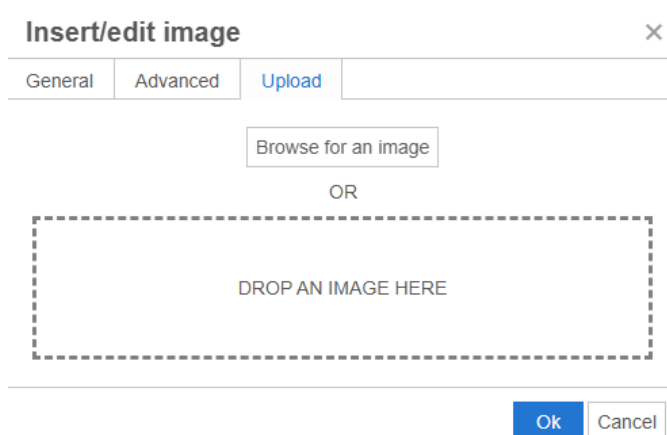 Insert/edit image ×
General Advanced Upload
Browse for an image
OR
DROP AN IMAGE HERE
Ok Cancel